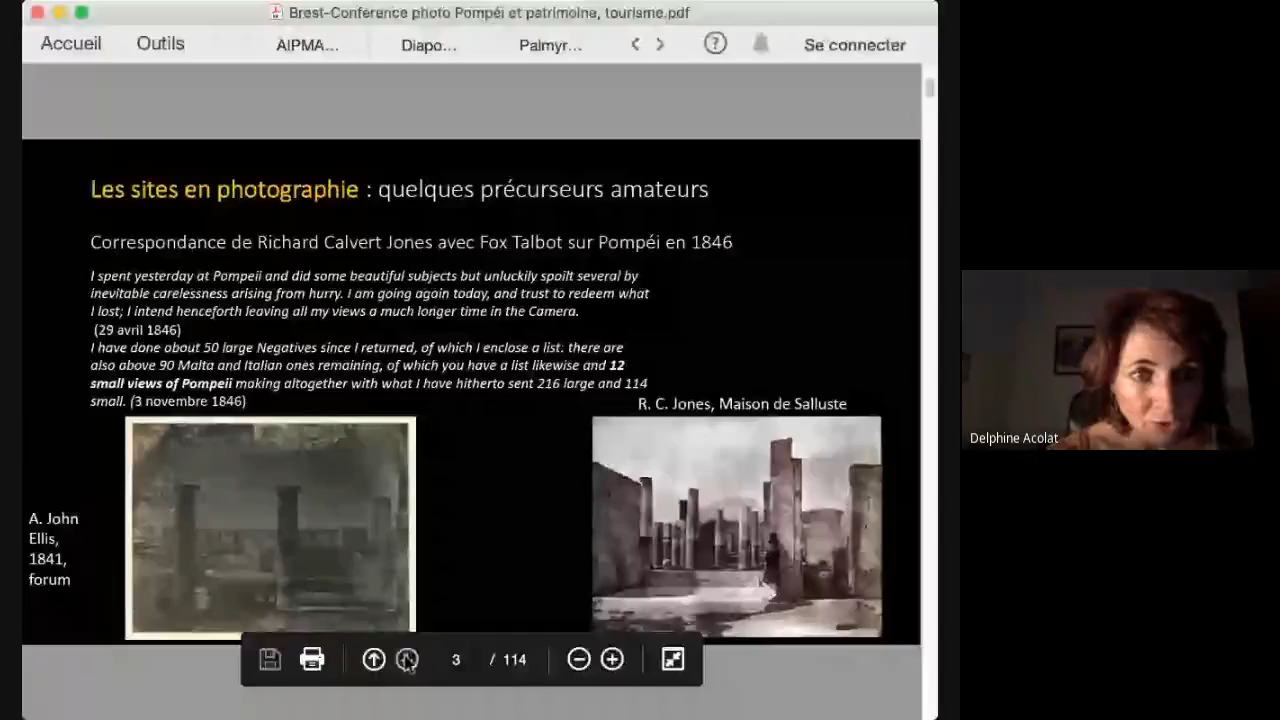 Brest-Conference photo Pompéi et patrimoine, tourisme.pdf
Accueil Outils AIPMA... Diapo... Palmyr... ? Se connecter
Les sites en photographie : quelques précurseurs amateurs
Correspondance de Richard Calvert Jones avec Fox Talbot sur Pompéi en 1846
I spent yesterday at Pompeii and did some beautiful subjects but unluckily spoilt several by
inevitable carelessness arising from hurry. I am going again today, and trust to redeem what
I lost; I intend henceforth leaving all my views a much longer time in the Camera.
(29 avril 1846)
I have done about 50 large Negatives since I returned, of which I enclose a list. there are
also above 90 Malta and Italian ones remaining, of which you have a list likewise and 12
small views of Pompeii making altogether with what I have hitherto sent 216 large and 114
small. (3 novembre 1846)
R. C. Jones, Maison de Salluste
A. John
Ellis,
1841,
forum
3 / 114
Delphine Acolat